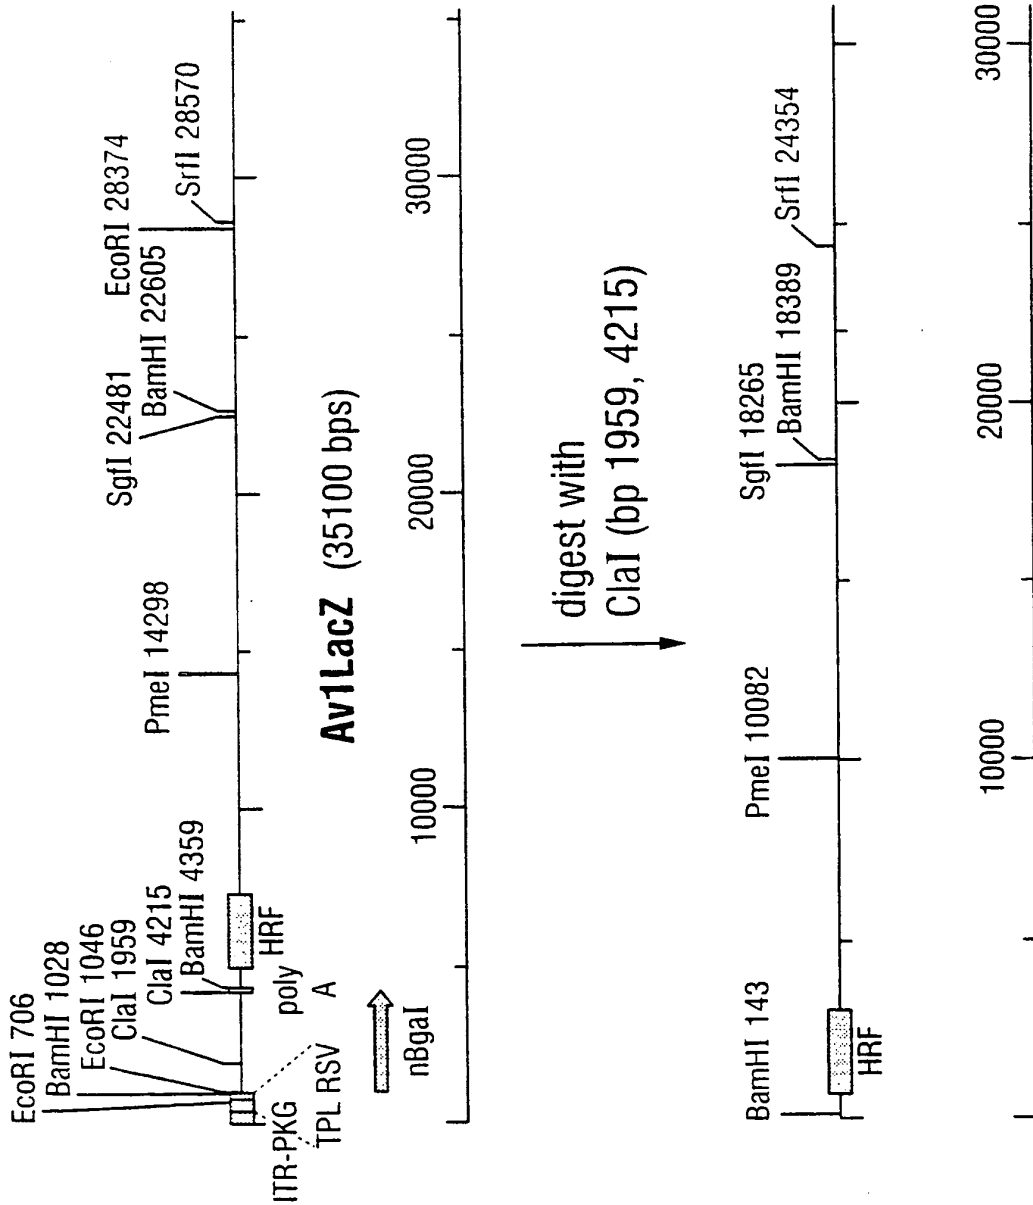 EcoRI 706
BamHI 1028
EcoRI 1046
ClaI 1959
ClaI 4215
BamHI 4359
PmeI 14298
SgfI 22481
BamHI 22605
EcoRI 28374
SrfI 28570
ITR-PKG
TPL RSV
poly
A
HRF
nBgal
Av1LacZ (35100 bps)
10000
20000
30000
digest with
ClaI (bp 1959, 4215)
BamHI 143
PmeI 10082
SgfI 18265
BamHI 18389
SrfI 24354
HRF
10000
20000
30000